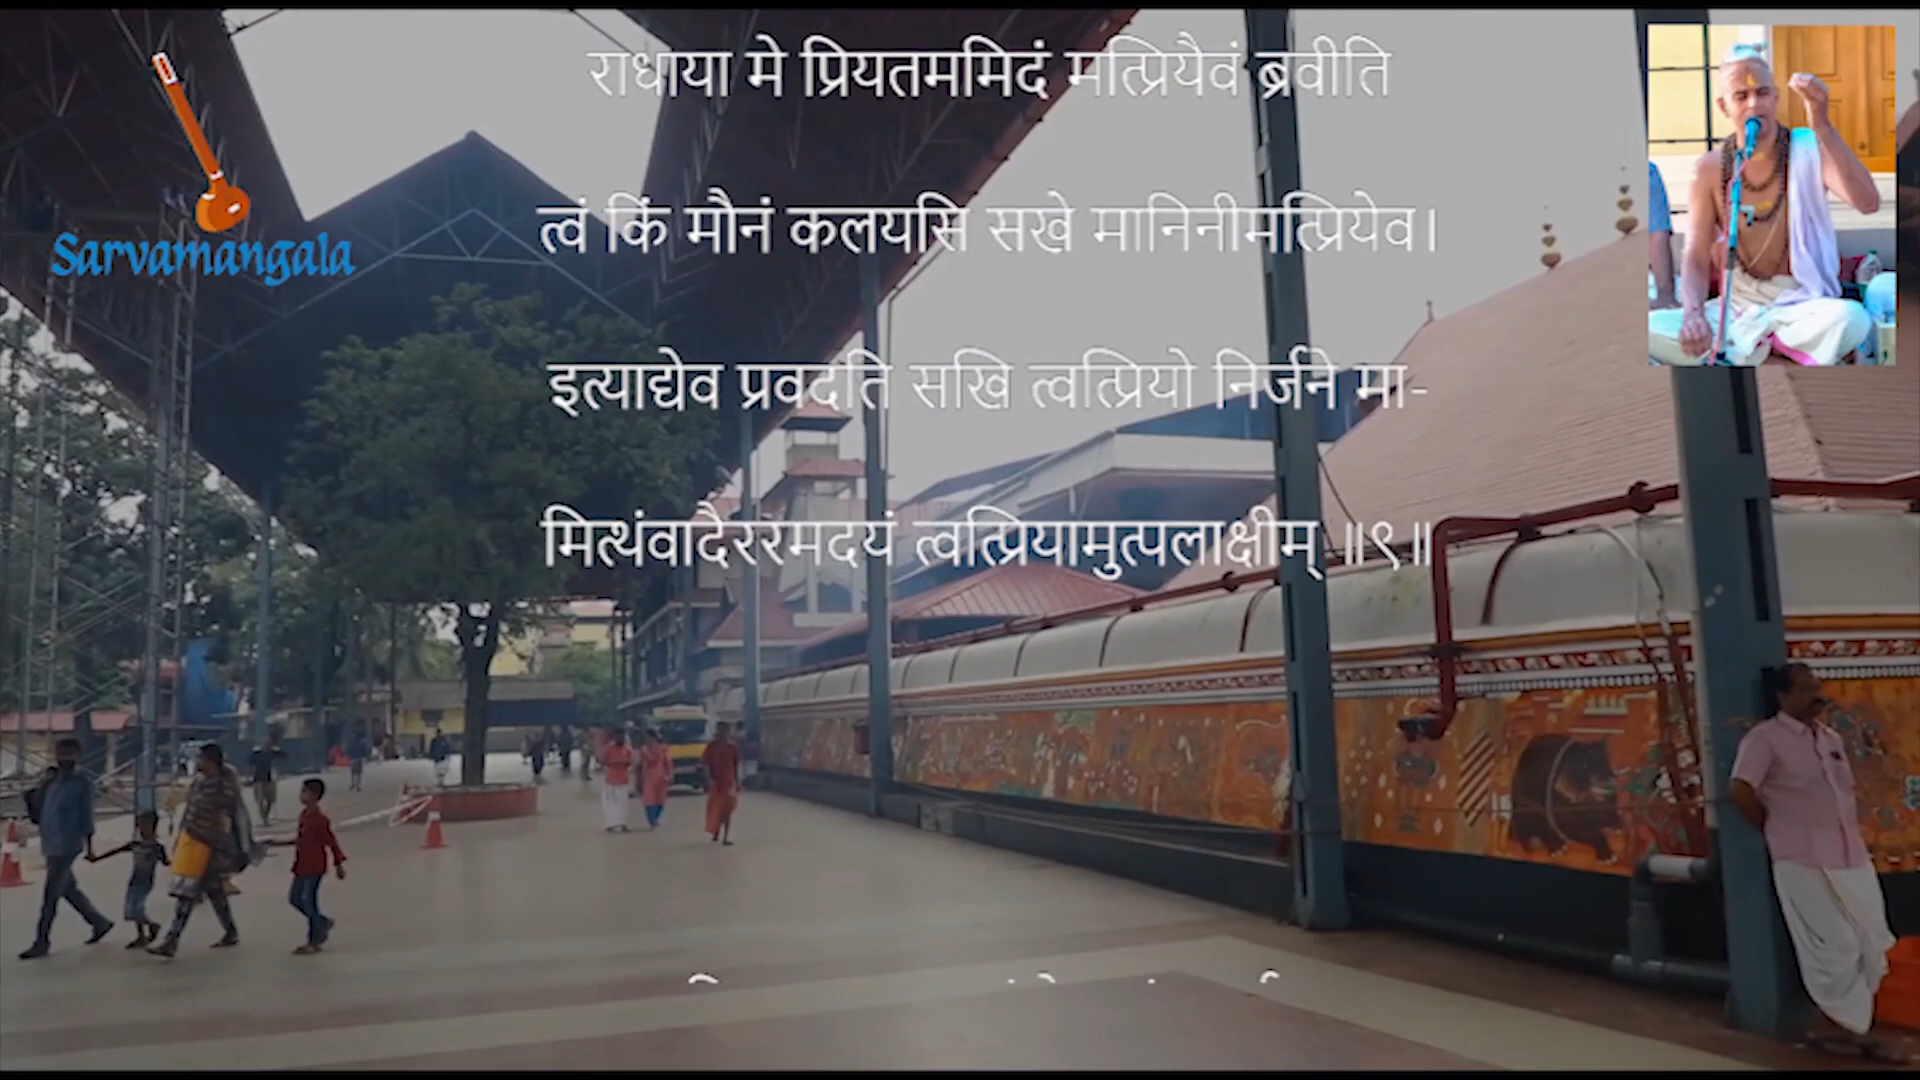 Sarvamangala
राधाया मे प्रियतममिदं मत्प्रियैवं ब्रवीति
त्वं किं मौनं कलयसि सखे मानिनीमत्प्रियेव।
इत्याद्येव प्रवदति सखि त्वत्प्रियो निर्जने मा-
मित्थंवादैररमदयं त्वत्प्रियामुत्पलाक्षीम् ॥९॥